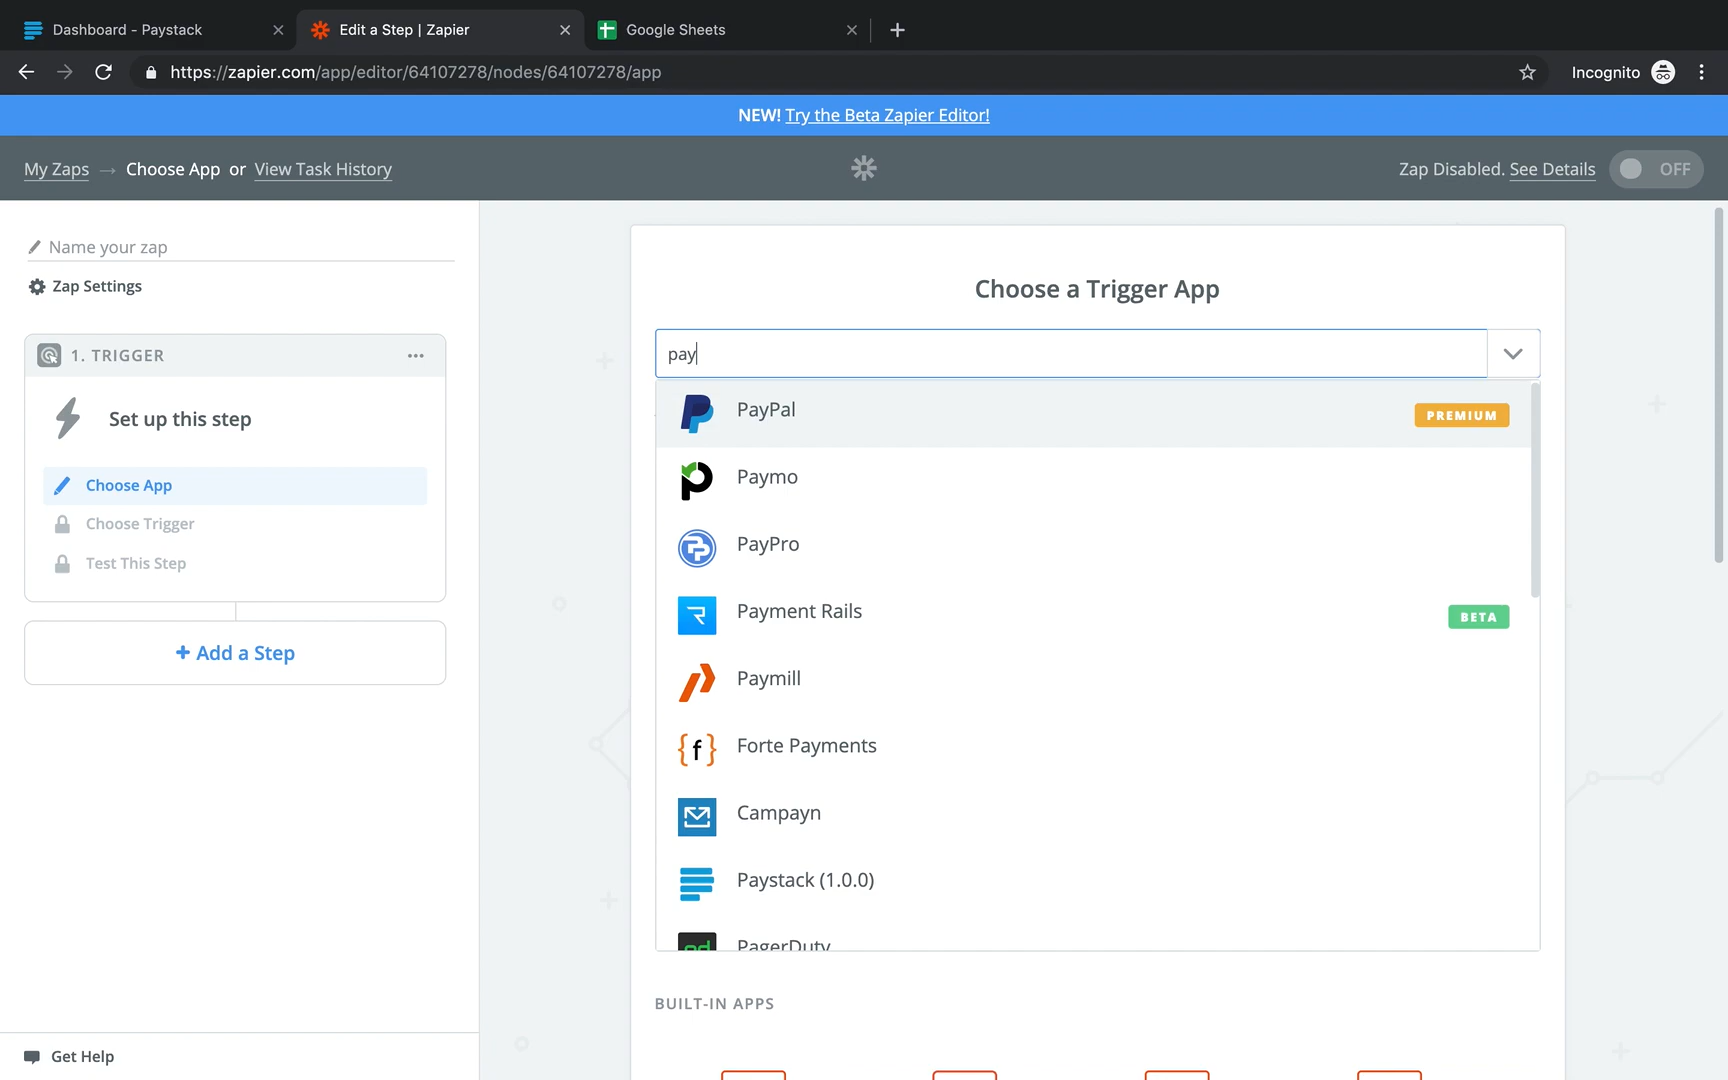 Dashboard - Paystack
Edit a Step | Zapier
Google Sheets
https://zapier.com/app/editor/64107278/nodes/64107278/app
Incognito
NEW! Try the Beta Zapier Editor!
My Zaps → Choose App or View Task History
Zap Disabled. See Details
OFF
Name your zap
Zap Settings
1. TRIGGER
Set up this step
Choose App
Choose Trigger
Test This Step
+ Add a Step
Get Help
Choose a Trigger App
pay
PayPal
PREMIUM
Paymo
PayPro
Payment Rails
BETA
Paymill
{f}
Forte Payments
Campayn
Paystack (1.0.0)
PagerDuty
BUILT-IN APPS